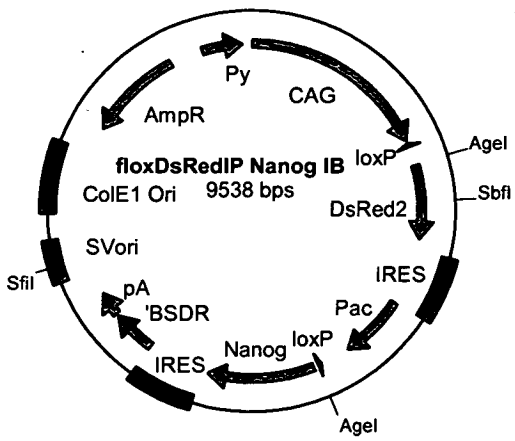 Py
CAG
AmpR
loxP
AgeI
floxDsRedIP Nanog IB
9538 bps
SbfI
ColE1 Ori
DsRed2
SVori
IRES
SfiI
pA
Pac
'BSDR
loxP
Nanog
IRES
AgeI